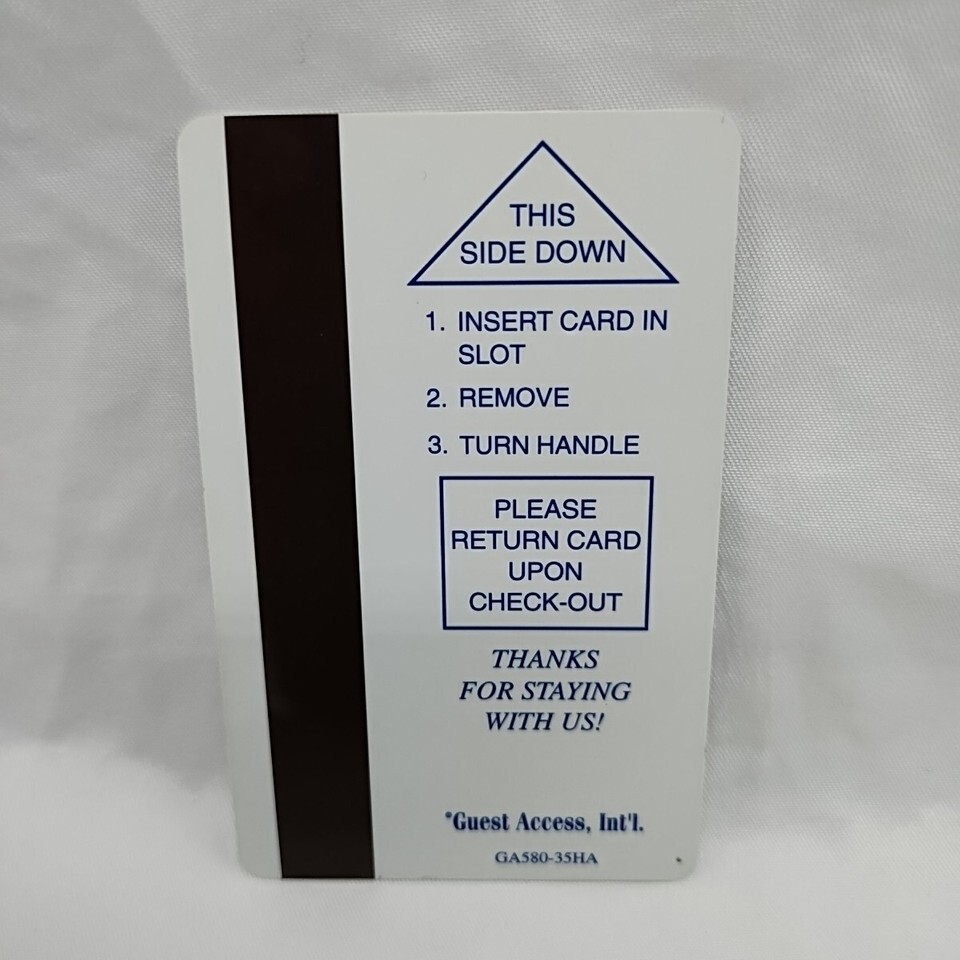 THIS
SIDE DOWN
1. INSERT CARD IN
SLOT
2. REMOVE
3. TURN HANDLE
PLEASE
RETURN CARD
UPON
CHECK-OUT
THANKS
FOR STAYING
WITH US!
*Guest Access, Int'l.
GA580-35HA